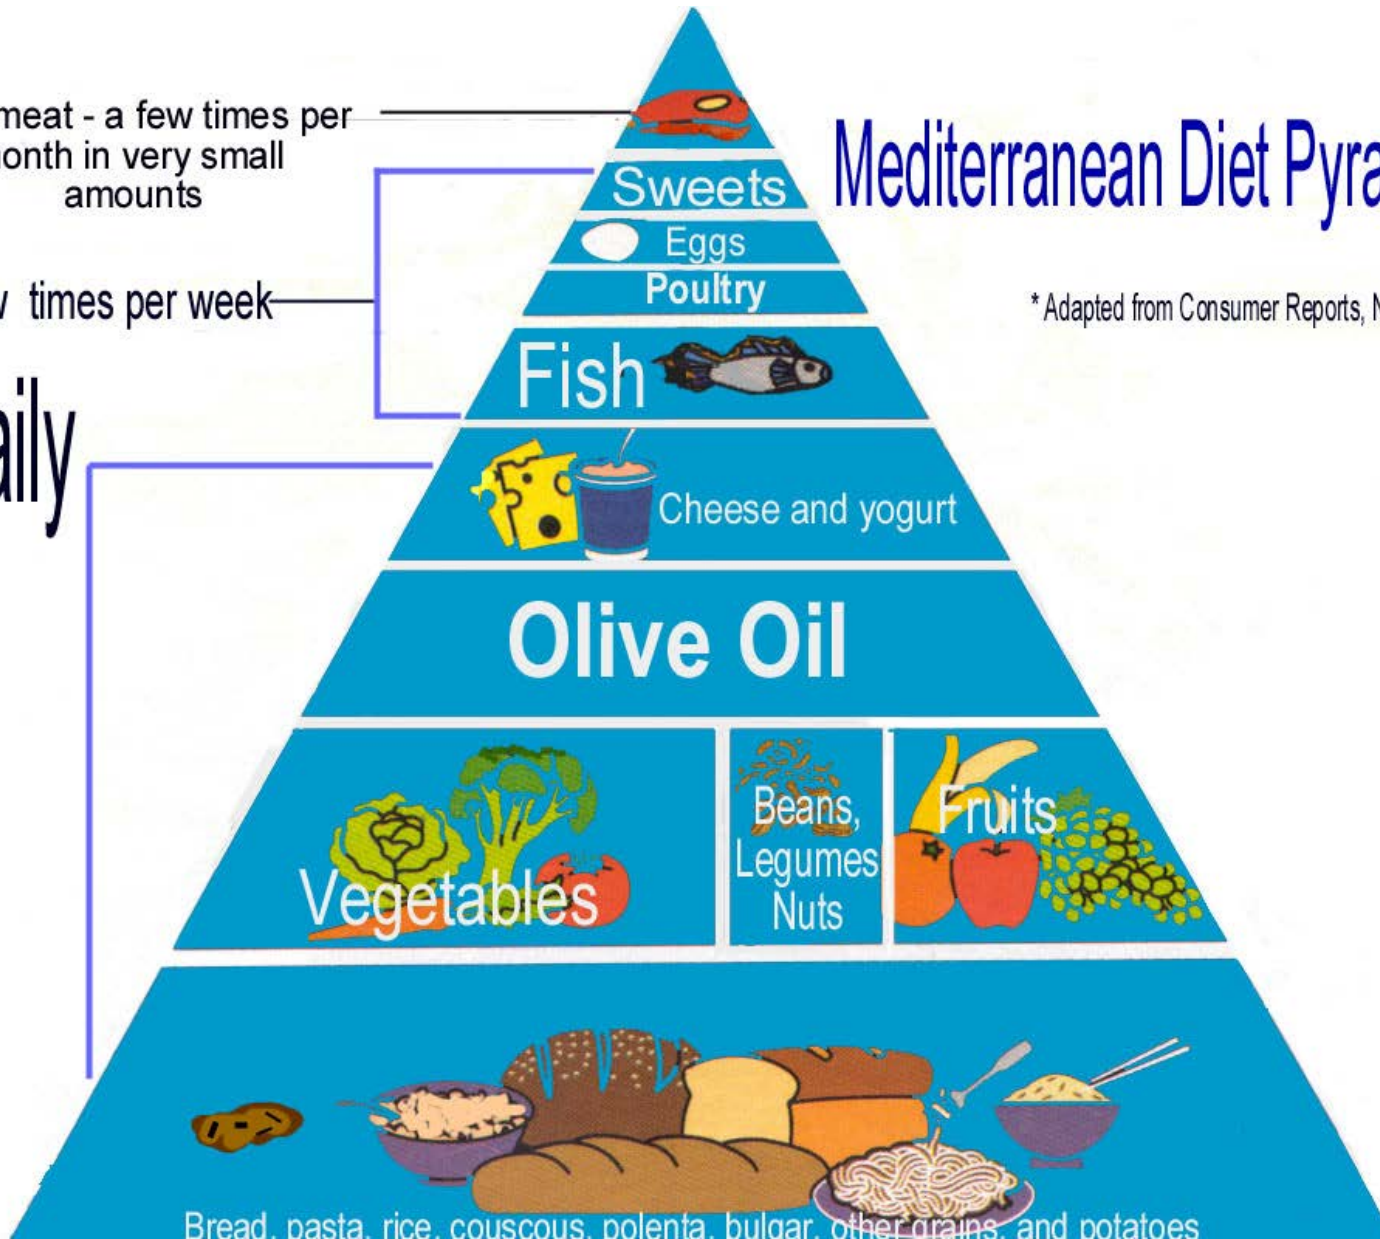 meat - a few times per
onth in very small
amounts
Mediterranean Diet Pyra
Sweets
Eggs
Poultry
times per week
* Adapted from Consumer Reports, N
Fish
aily
Cheese and yogurt
Olive Oil
Vegetables
Beans,
Legumes
Nuts
Fruits
Bread, pasta, rice, couscous, polenta, bulgar, other grains, and potatoes